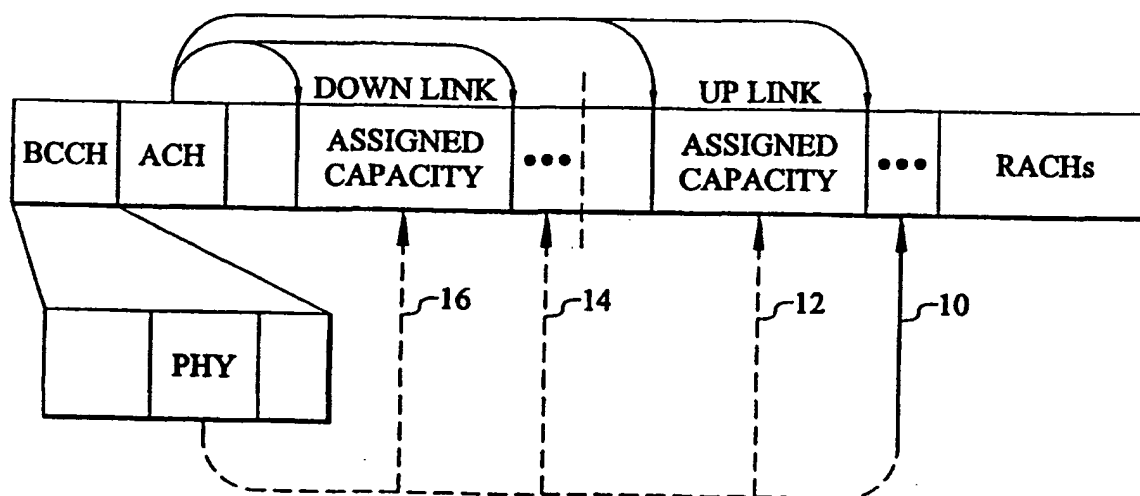 DOWN LINK
UP LINK
BCCH
ACH
ASSIGNED
CAPACITY
•••
ASSIGNED
CAPACITY
•••
RACHs
16
14
12
10
PHY